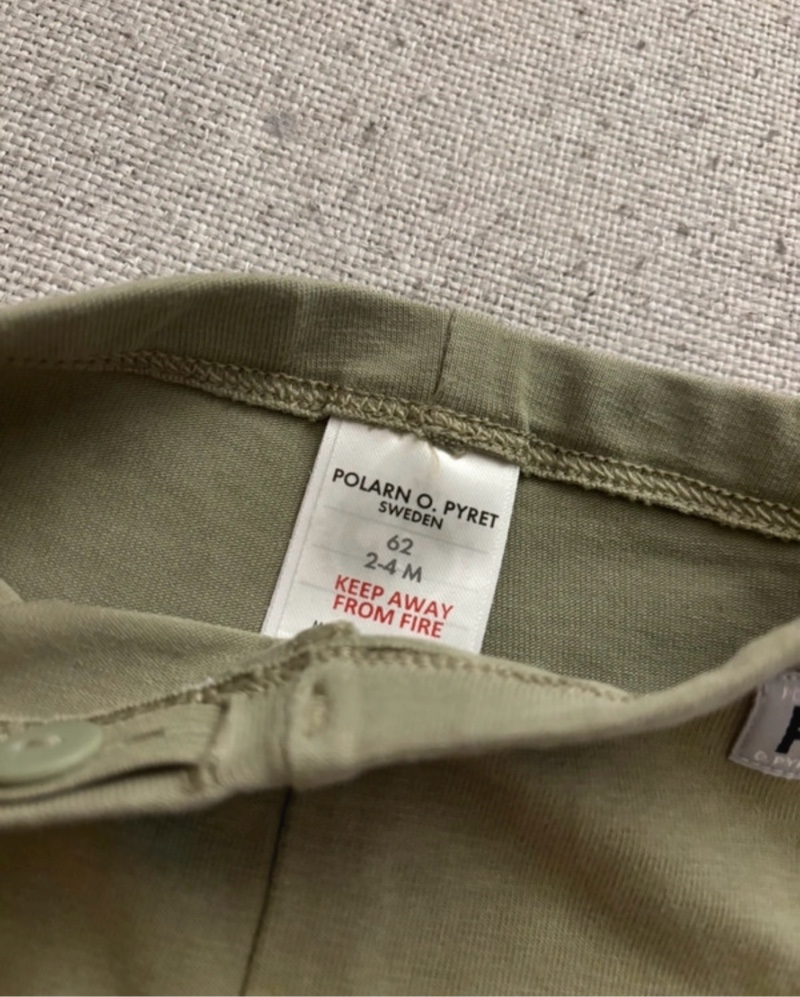 POLARN O. PYRET
SWEDEN
62
2-4 M
KEEP AWAY
FROM FIRE